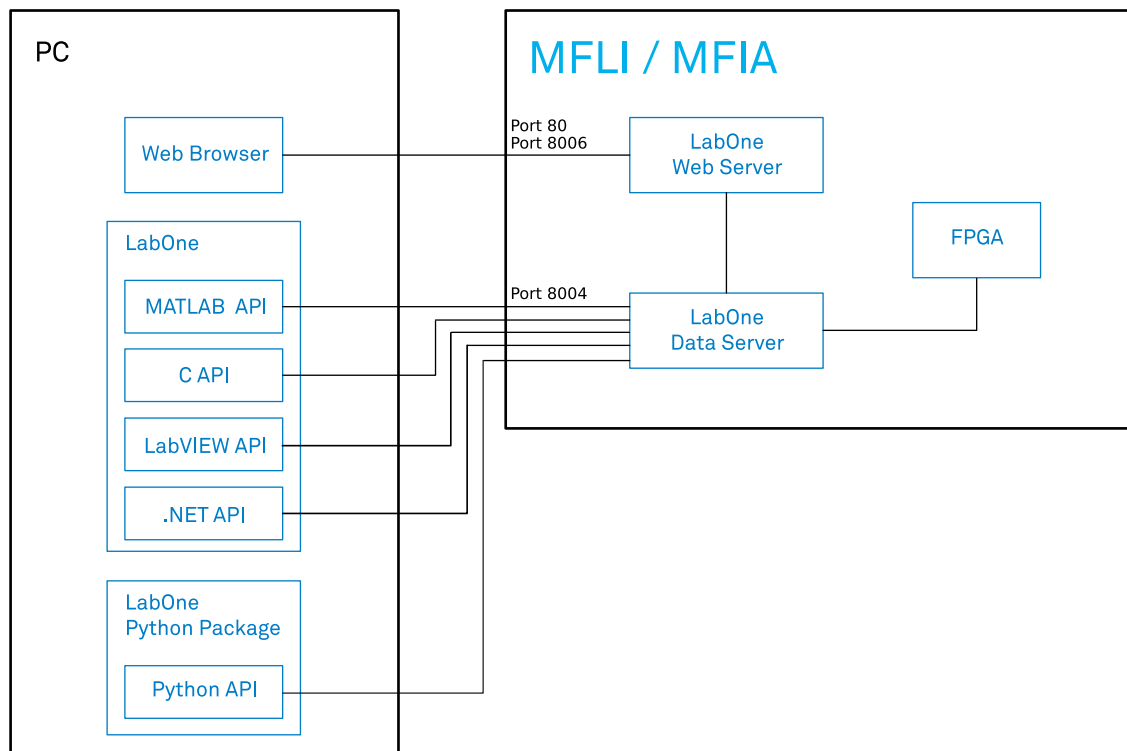 PC
MFLI / MFIA
Web Browser
Port 80
Port 8006
LabOne
Web Server
LabOne
MATLAB API
C API
LabVIEW API
.NET API
Port 8004
LabOne
Data Server
FPGA
LabOne
Python Package
Python API